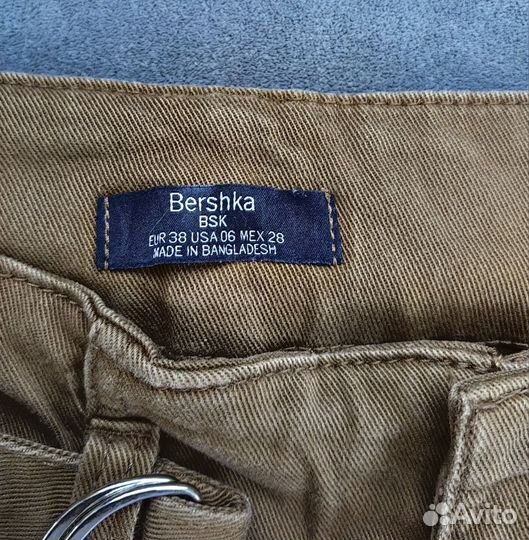 Bershka
BSK
EUR 38 USA 06 MEX 28
MADE IN BANGLADESH
Avito